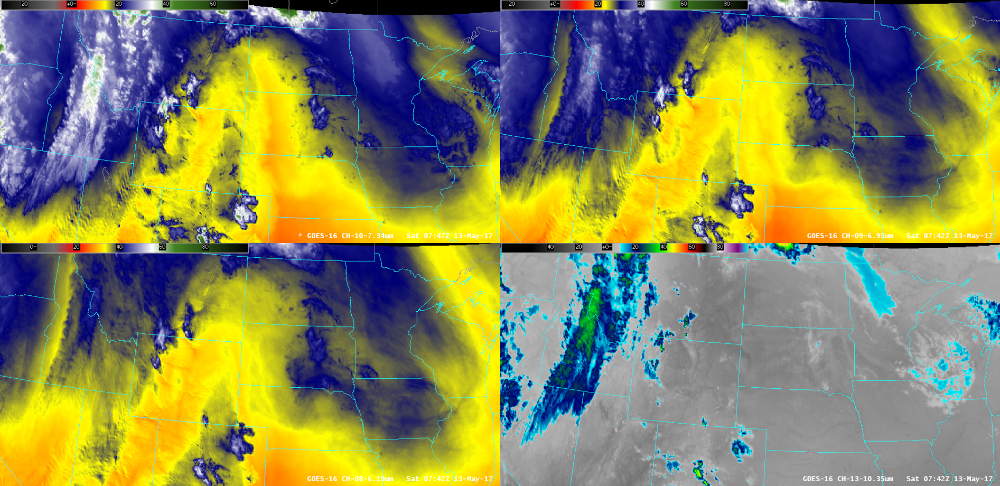 20 +0- 20 40 60
20 +0- 20 40 60 80
* GOES-16 CH-10-7.34um Sat 07:42Z 13-May-17
GOES-16 CH-09-6.95um Sat 07:42Z 13-May-17
0- 20 40 60 80
40 20 +0- 20 40 60 80
GOES-16 CH-08-6.19um Sat 07:42Z 13-May-17
GOES-16 CH-13-10.35um Sat 07:42Z 13-May-17